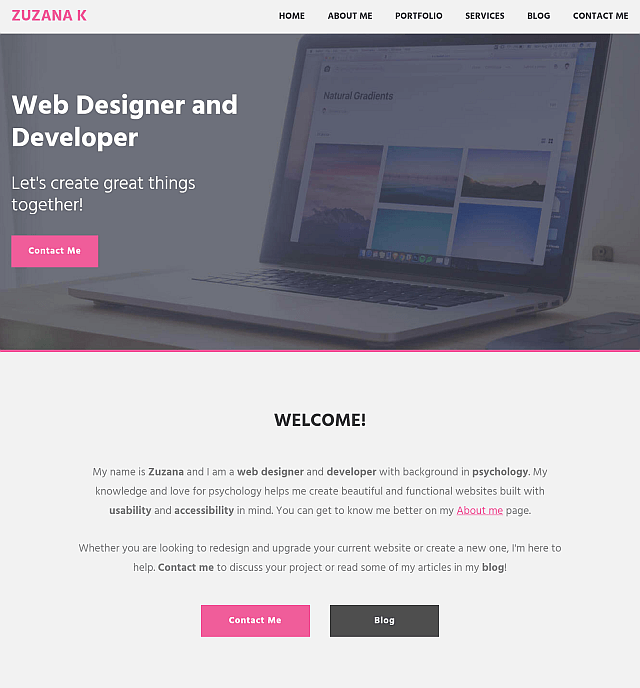 ZUZANA K
HOME ABOUT ME PORTFOLIO SERVICES BLOG CONTACT ME
Natural Gradients
Web Designer and
Developer
Let's create great things
together!
Contact Me
WELCOME!
My name is Zuzana and I am a web designer and developer with background in psychology. My
knowledge and love for psychology helps me create beautiful and functional websites built with
usability and accessibility in mind. You can get to know me better on my About me page.
Whether you are looking to redesign and upgrade your current website or create a new one, I'm here to
help. Contact me to discuss your project or read some of my articles in my blog!
Contact Me Blog